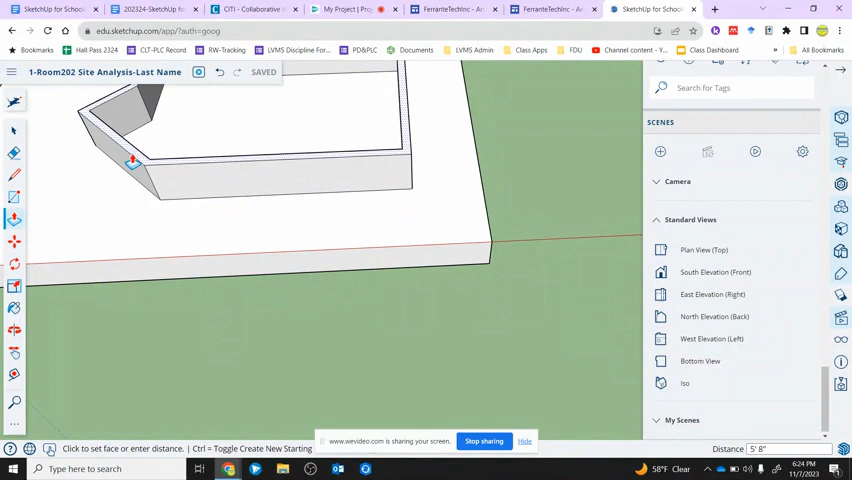 SketchUp for School
202324-SketchUp for
CITI - Collaborative I
My Project | Proj
FerranteTechInc - An
FerranteTechInc - An
SketchUp for School
edu.sketchup.com/app/?auth=goog
Bookmarks
Hall Pass 2324
CLT-PLC Record
RW-Tracking
LVMS Discipline For...
PD&PLC
Documents
LVMS Admin
Class Apps
FDU
Channel content - Y...
Class Dashboard
All Bookmarks
1-Room202 Site Analysis-Last Name
SAVED
Search for Tags
SCENES
Camera
Standard Views
Plan View (Top)
South Elevation (Front)
East Elevation (Right)
North Elevation (Back)
West Elevation (Left)
Bottom View
Iso
My Scenes
www.wevideo.com is sharing your screen.
Stop sharing
Hide
Click to set face or enter distance. | Ctrl = Toggle Create New Starting
Distance
5' 8"
Type here to search
58°F Clear
6:24 PM
11/7/2023